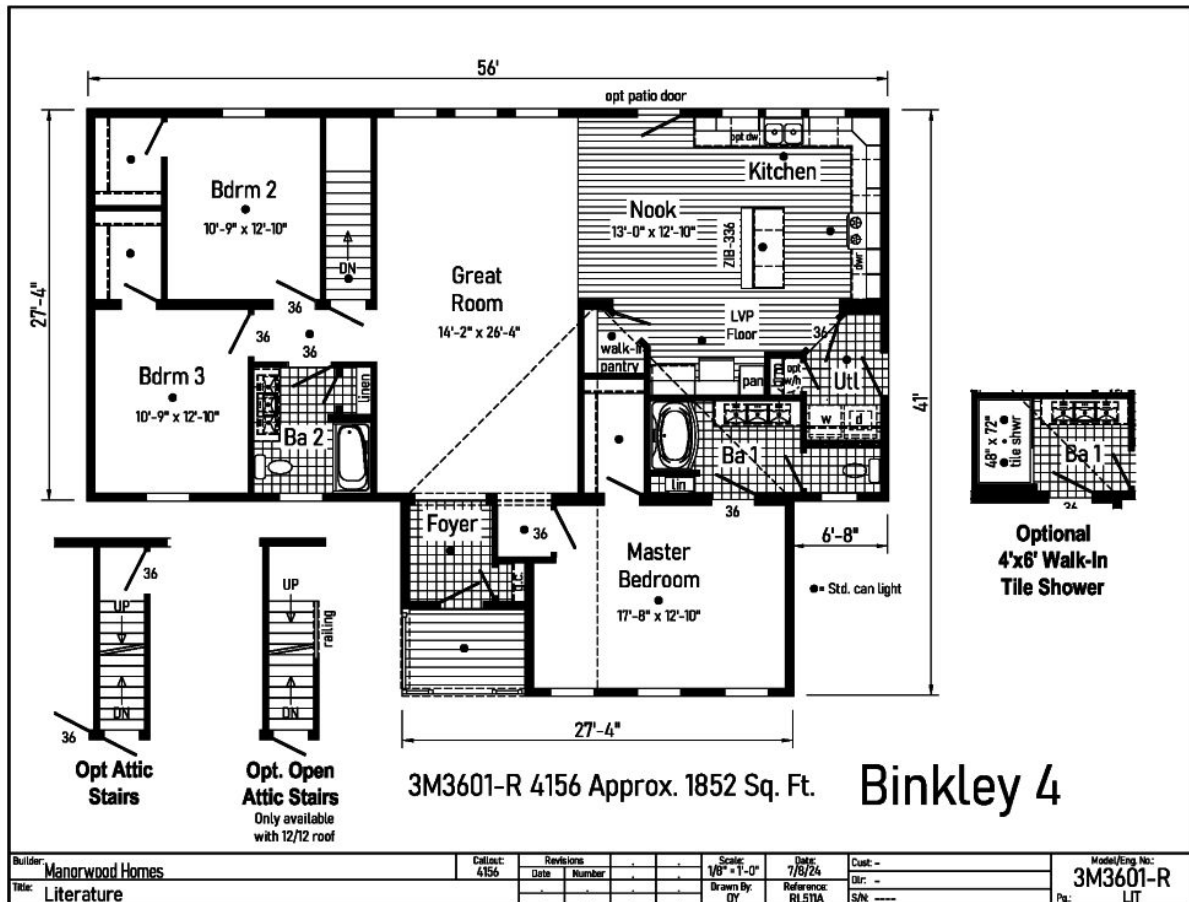 56'
opt patio door
opt dw
Kitchen
Bdrm 2
10'-9" x 12'-10"
Nook
13'-0" x 12'-10"
ZIB-336
dwr
DN
27'-4"
Great
Room
14'-2" x 26'-4"
36
36
36
LVP
Floor
36
walk-in
pantry
pan
opt
w/h
Utl
41'
Bdrm 3
10'-9" x 12'-10"
linen
Ba 2
w
d
Ba 1
lin
36
48" x 72"
tile shwr
Ba 1
36
Foyer
36
Master
Bedroom
17'-8" x 12'-10"
6'-8"
= Std. can light
Optional
4'x6' Walk-In
Tile Shower
36
UP
DN
36
Opt Attic
Stairs
UP
railing
DN
Opt. Open
Attic Stairs
Only available
with 12/12 roof
27'-4"
3M3601-R 4156 Approx. 1852 Sq. Ft.
Binkley 4
Builder: Manorwood Homes
Title: Literature
Callout: 4156
Revisions
Date Number
Scale: 1/8" = 1'-0"
Date: 7/8/24
Drawn By: DY
Reference: RL511A
Cust: -
Dlr: -
S/N: ----
Model/Eng. No.:
3M3601-R
Pg.: LIT